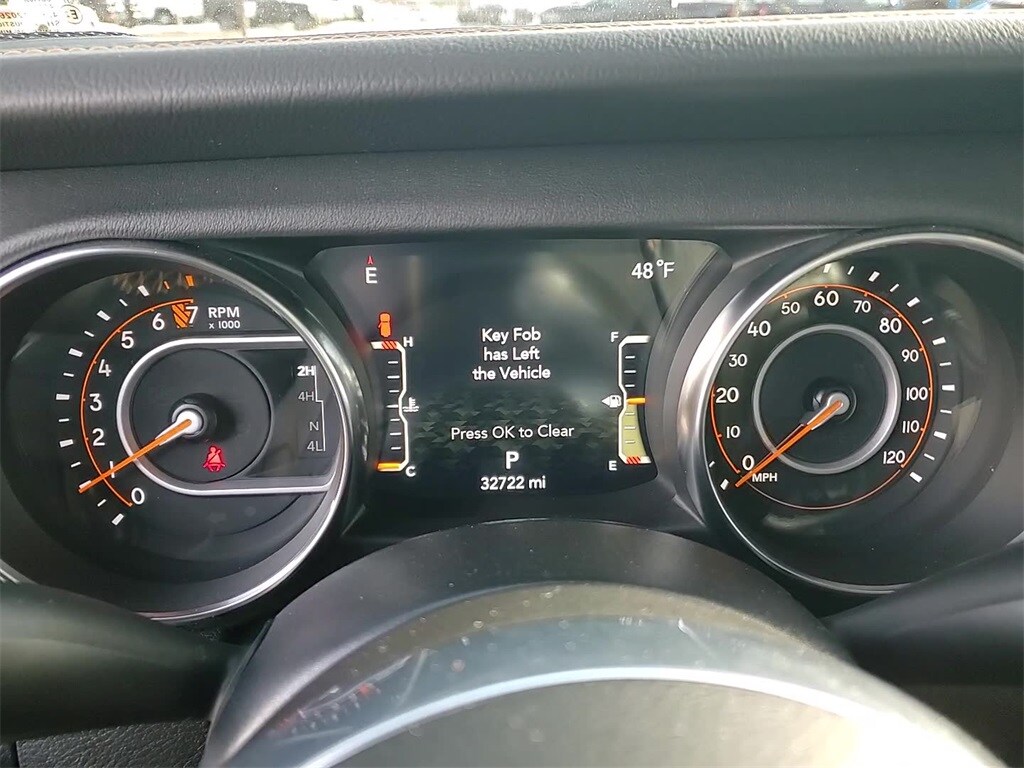 E
48°F
Key Fob
has Left
the Vehicle
Press OK to Clear
P
32722 mi
H
C
F
E
RPM
x 1000
0
1
2
3
4
5
6
7
2H
4H
N
4L
0
10
20
30
40
50
60
70
80
90
100
110
120
MPH
E